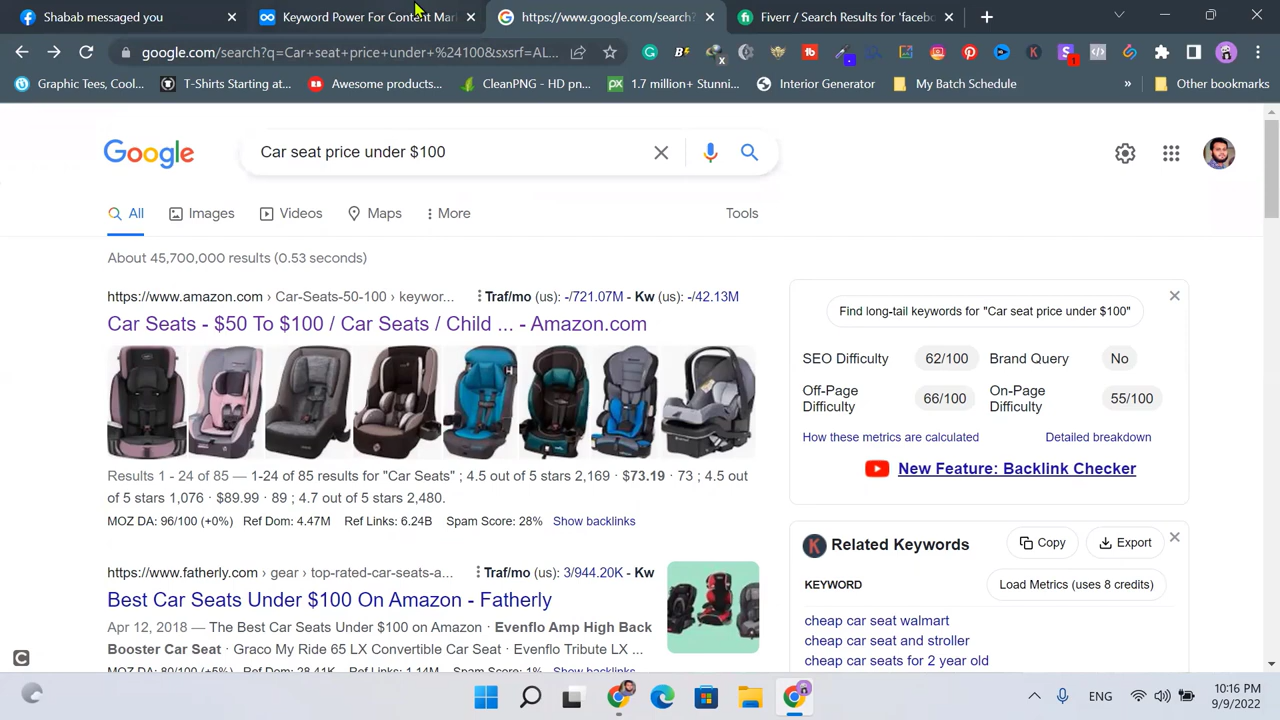 Shabab messaged you
Keyword Power For Content Mar
https://www.google.com/search?
Fiverr / Search Results for 'facebo
google.com/search?q=Car+seat+price+under+%24100&sxsrf=AL...
1
Graphic Tees, Cool...
T-Shirts Starting at...
Awesome products...
CleanPNG - HD pn...
1.7 million+ Stunni...
Interior Generator
My Batch Schedule
»
Other bookmarks
Google
Car seat price under $100
All
Images
Videos
Maps
More
Tools
About 45,700,000 results (0.53 seconds)
https://www.amazon.com › Car-Seats-50-100 › keywor...
Traf/mo (us): -/721.07M - Kw (us): -/42.13M
Car Seats - $50 To $100 / Car Seats / Child ... - Amazon.com
Results 1 - 24 of 85 — 1-24 of 85 results for "Car Seats" ; 4.5 out of 5 stars 2,169 · $73.19 · 73 ; 4.5 out
of 5 stars 1,076 · $89.99 · 89 ; 4.7 out of 5 stars 2,480.
MOZ DA: 96/100 (+0%) Ref Dom: 4.47M Ref Links: 6.24B Spam Score: 28% Show backlinks
https://www.fatherly.com › gear › top-rated-car-seats-a...
Traf/mo (us): 3/944.20K - Kw
Best Car Seats Under $100 On Amazon - Fatherly
Apr 12, 2018 — The Best Car Seats Under $100 on Amazon · Evenflo Amp High Back
Booster Car Seat · Graco My Ride 65 LX Convertible Car Seat · Evenflo Tribute LX ...
MOZ DA: 80/100 (+5%) Ref Dom: 28.41K Ref Links: 1.14M Spam Score: 1% Show backlinks
Find long-tail keywords for "Car seat price under $100"
SEO Difficulty 62/100 Brand Query No
Off-Page Difficulty 66/100 On-Page Difficulty 55/100
How these metrics are calculated
Detailed breakdown
New Feature: Backlink Checker
K
Related Keywords
Copy
Export
KEYWORD
Load Metrics (uses 8 credits)
cheap car seat walmart
cheap car seat and stroller
cheap car seats for 2 year old
ENG
10:16 PM
9/9/2022